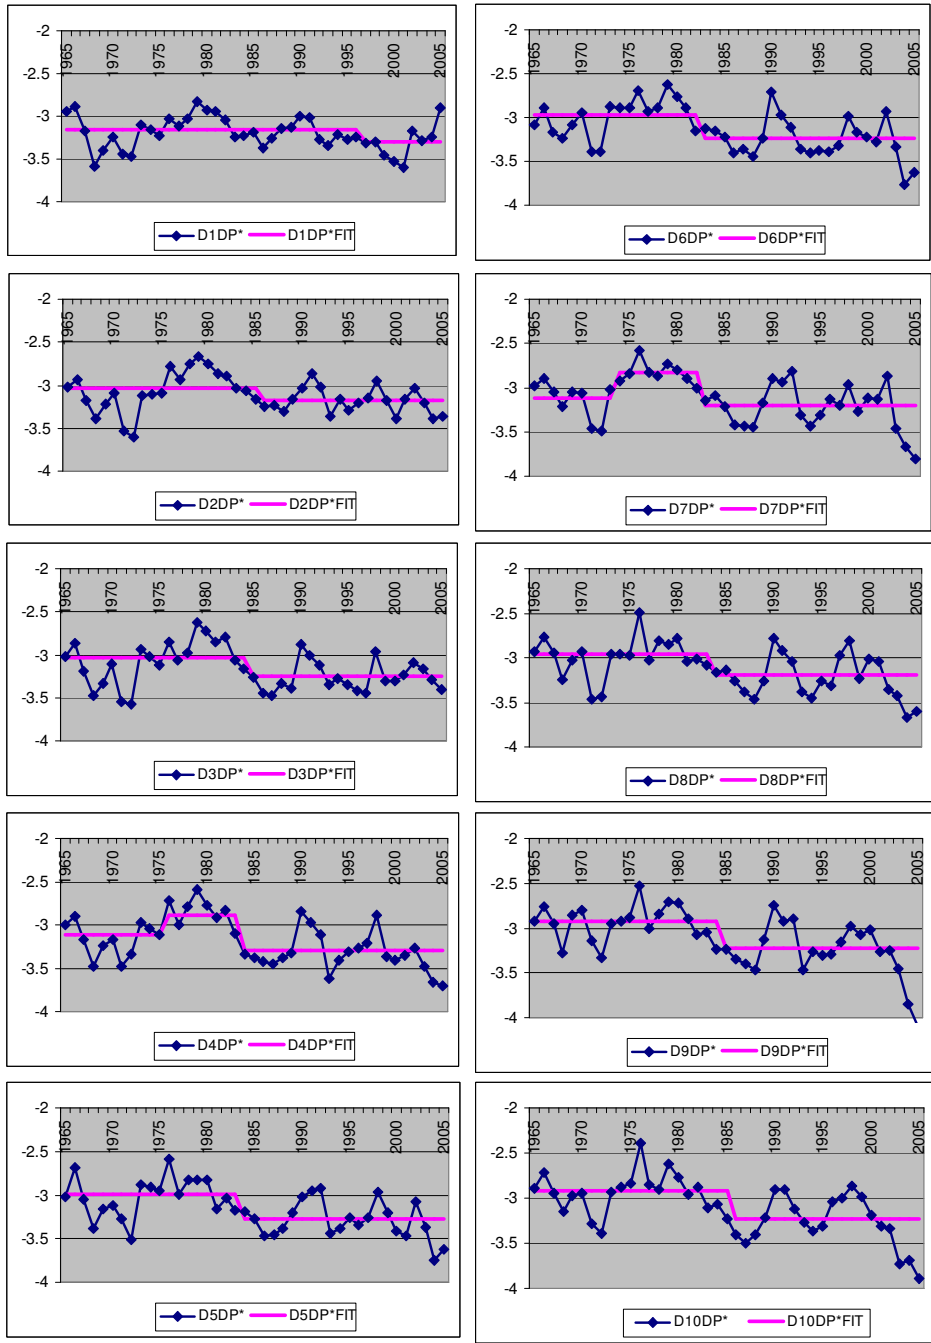 -2
-2.5
-3
-3.5
-4
1965 1970 1975 1980 1985 1990 1995 2000 2005
D1DP* D1DP*FIT
-2
-2.5
-3
-3.5
-4
1965 1970 1975 1980 1985 1990 1995 2000 2005
D2DP* D2DP*FIT
-2
-2.5
-3
-3.5
-4
1965 1970 1975 1980 1985 1990 1995 2000 2005
D3DP* D3DP*FIT
-2
-2.5
-3
-3.5
-4
1965 1970 1975 1980 1985 1990 1995 2000 2005
D4DP* D4DP*FIT
-2
-2.5
-3
-3.5
-4
1965 1970 1975 1980 1985 1990 1995 2000 2005
D5DP* D5DP*FIT
-2
-2.5
-3
-3.5
-4
1965 1970 1975 1980 1985 1990 1995 2000 2005
D6DP* D6DP*FIT
-2
-2.5
-3
-3.5
-4
1965 1970 1975 1980 1985 1990 1995 2000 2005
D7DP* D7DP*FIT
-2
-2.5
-3
-3.5
-4
1965 1970 1975 1980 1985 1990 1995 2000 2005
D8DP* D8DP*FIT
-2
-2.5
-3
-3.5
-4
1965 1970 1975 1980 1985 1990 1995 2000 2005
D9DP* D9DP*FIT
-2
-2.5
-3
-3.5
-4
1965 1970 1975 1980 1985 1990 1995 2000 2005
D10DP* D10DP*FIT